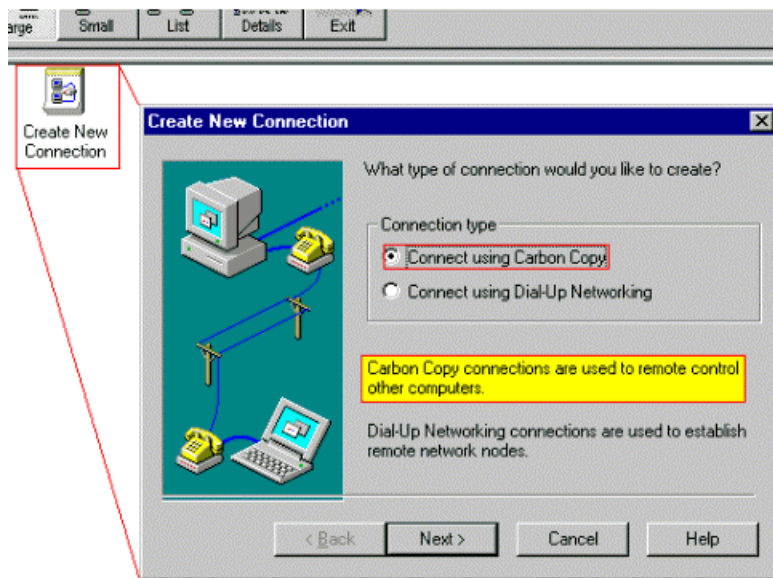 Small
List
Details
Exit
Create New
Connection
Create New Connection
What type of connection would you like to create?
Connection type
Connect using Carbon Copy
Connect using Dial-Up Networking
Carbon Copy connections are used to remote control
other computers.
Dial-Up Networking connections are used to establish
remote network nodes.
< Back
Next >
Cancel
Help